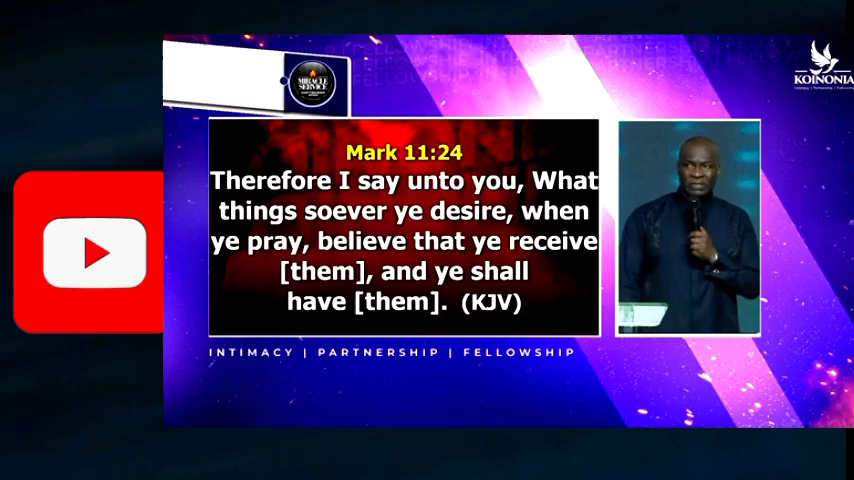 MIRACLE
SERVICE
KOINONIA
Mark 11:24
Therefore I say unto you, What
things soever ye desire, when
ye pray, believe that ye receive
[them], and ye shall
have [them]. (KJV)
INTIMACY | PARTNERSHIP | FELLOWSHIP